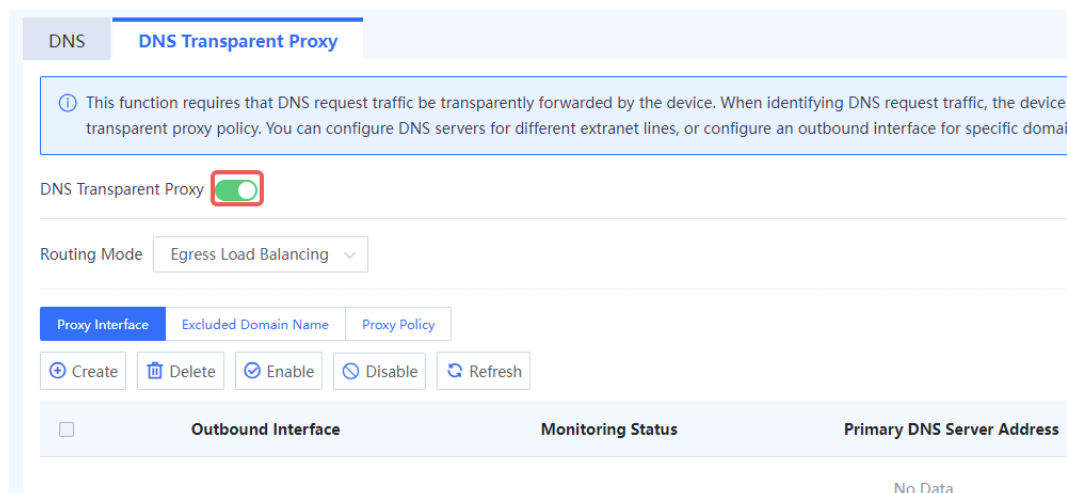 DNS
DNS Transparent Proxy
This function requires that DNS request traffic be transparently forwarded by the device. When identifying DNS request traffic, the device
transparent proxy policy. You can configure DNS servers for different extranet lines, or configure an outbound interface for specific domai
DNS Transparent Proxy
Routing Mode Egress Load Balancing
Proxy Interface Excluded Domain Name Proxy Policy
Create Delete Enable Disable Refresh
Outbound Interface Monitoring Status Primary DNS Server Address
No Data